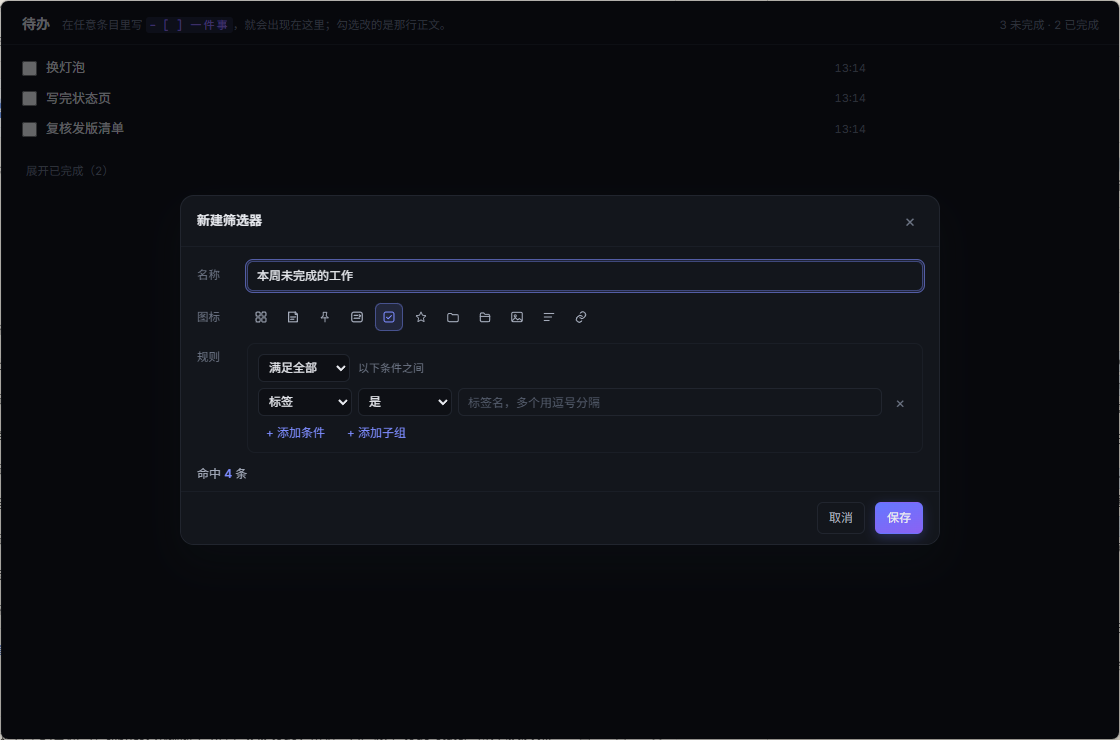 待办 在任意条目里写 - [ ] 一件事，就会出现在这里；勾选改的是那行正文。 3 未完成 · 2 已完成
换灯泡 13:14
写完状态页 13:14
复核发版清单 13:14
展开已完成（2）
新建筛选器 ×
名称 本周未完成的工作
图标
规则
满足全部 以下条件之间
标签 是 标签名，多个用逗号分隔 ×
+ 添加条件 + 添加子组
命中 4 条
取消 保存